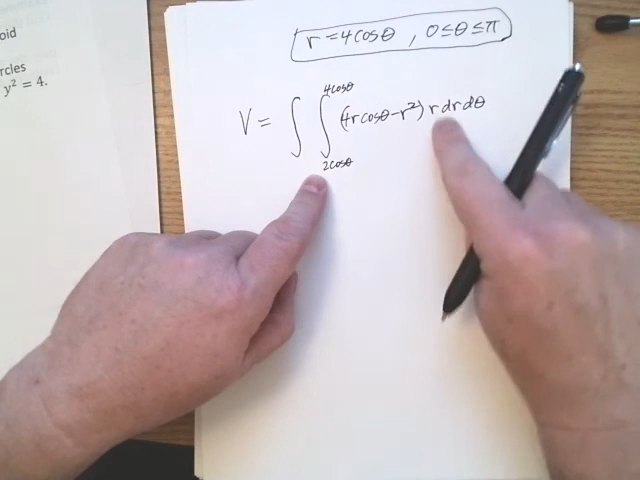 oid
rcles
y² = 4.
r = 4cosθ , 0≤θ≤π
V = ∫ ∫_{2cosθ}^{4cosθ} (4rcosθ-r²) r dr dθ